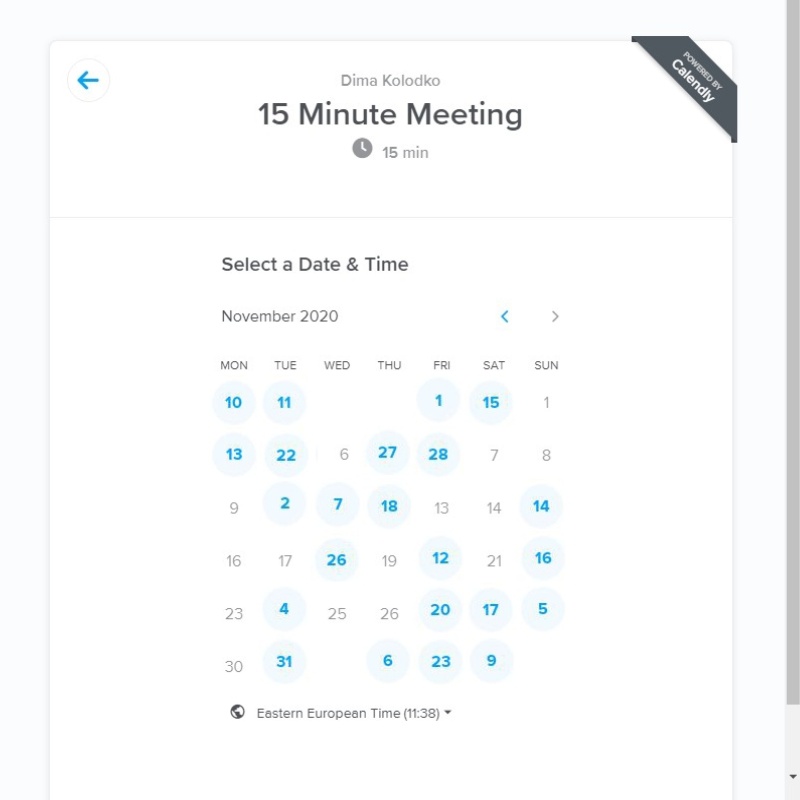 Dima Kolodko
POWERED BY
Calendly
15 Minute Meeting
15 min
Select a Date & Time
November 2020
MON TUE WED THU FRI SAT SUN
10 11 1 15 1
13 22 6 27 28 7 8
9 2 7 18 13 14 14
16 17 26 19 12 21 16
23 4 25 26 20 17 5
30 31 6 23 9
Eastern European Time (11:38)